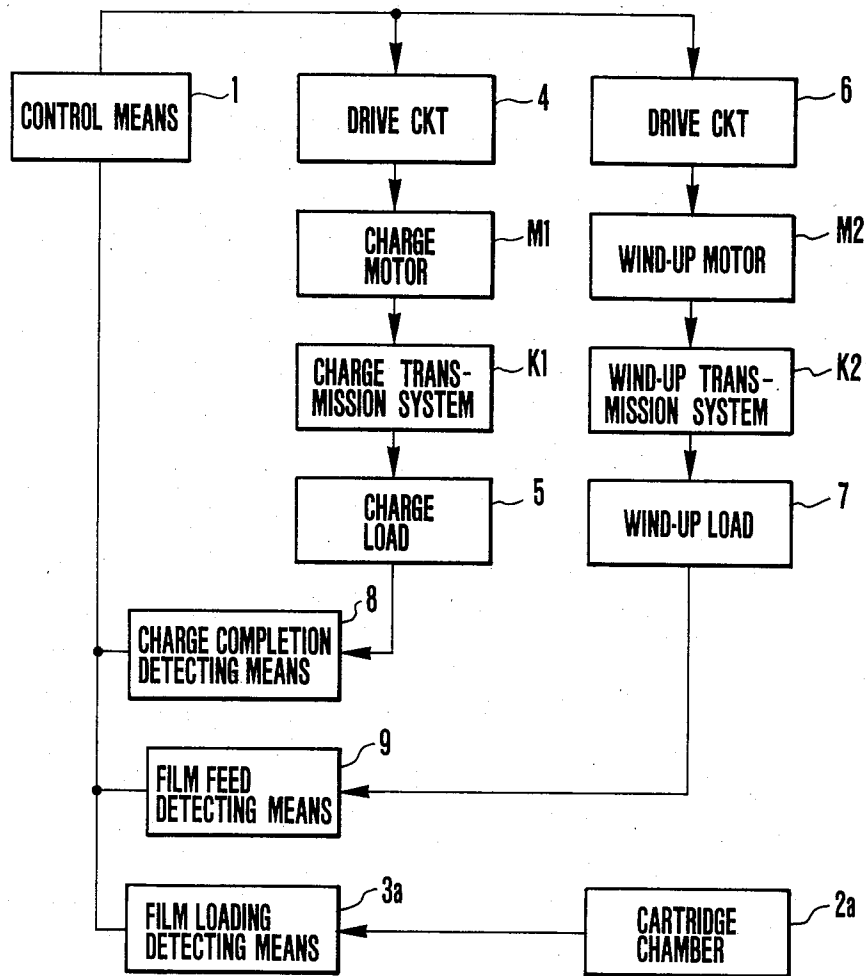 1
CONTROL MEANS
4
DRIVE CKT
6
DRIVE CKT
M1
CHARGE
MOTOR
M2
WIND-UP MOTOR
K1
CHARGE TRANS-
MISSION SYSTEM
K2
WIND-UP TRANS-
MISSION SYSTEM
5
CHARGE
LOAD
7
WIND-UP LOAD
8
CHARGE COMPLETION
DETECTING MEANS
9
FILM FEED
DETECTING MEANS
3a
FILM LOADING
DETECTING MEANS
2a
CARTRIDGE
CHAMBER